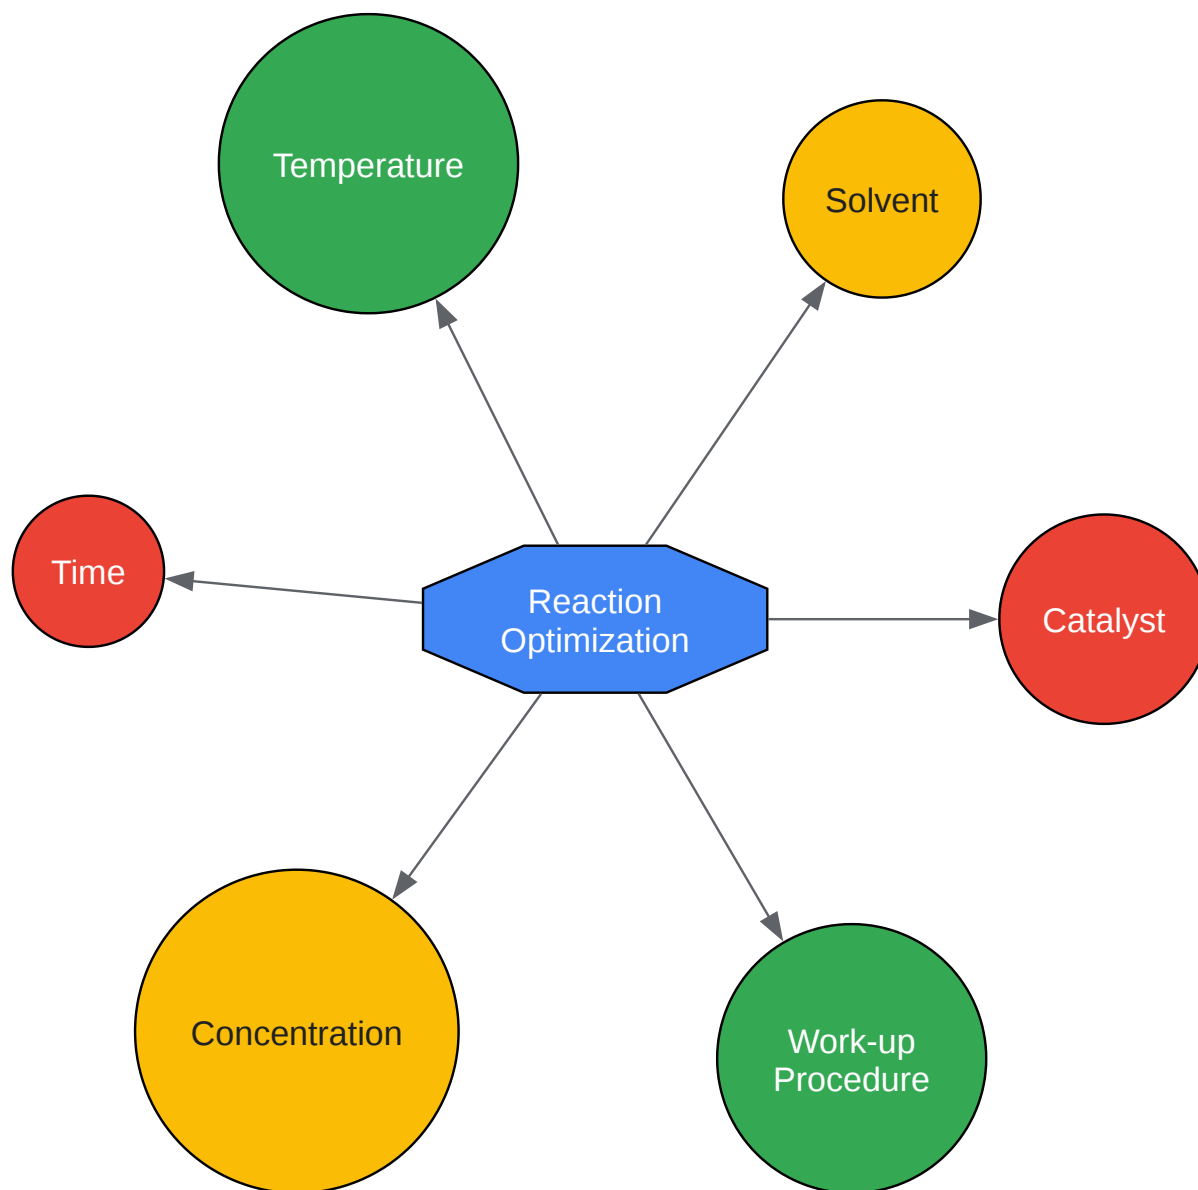 Temperature
Solvent
Time
Reaction
Optimization
Catalyst
Concentration
Work-up
Procedure